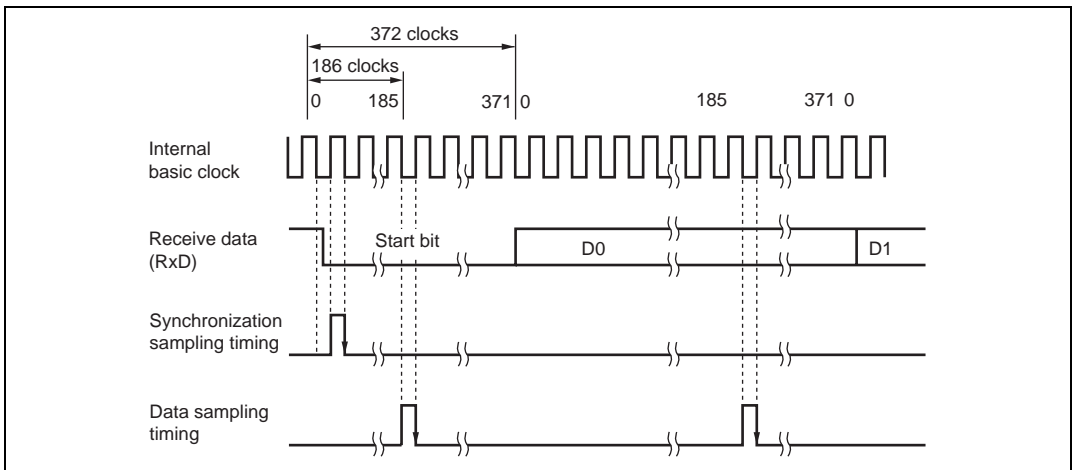 372 clocks
186 clocks
0 185 371 0 185 371 0
Internal
basic clock
Receive data
(RxD)
Start bit D0 D1
Synchronization
sampling timing
Data sampling
timing